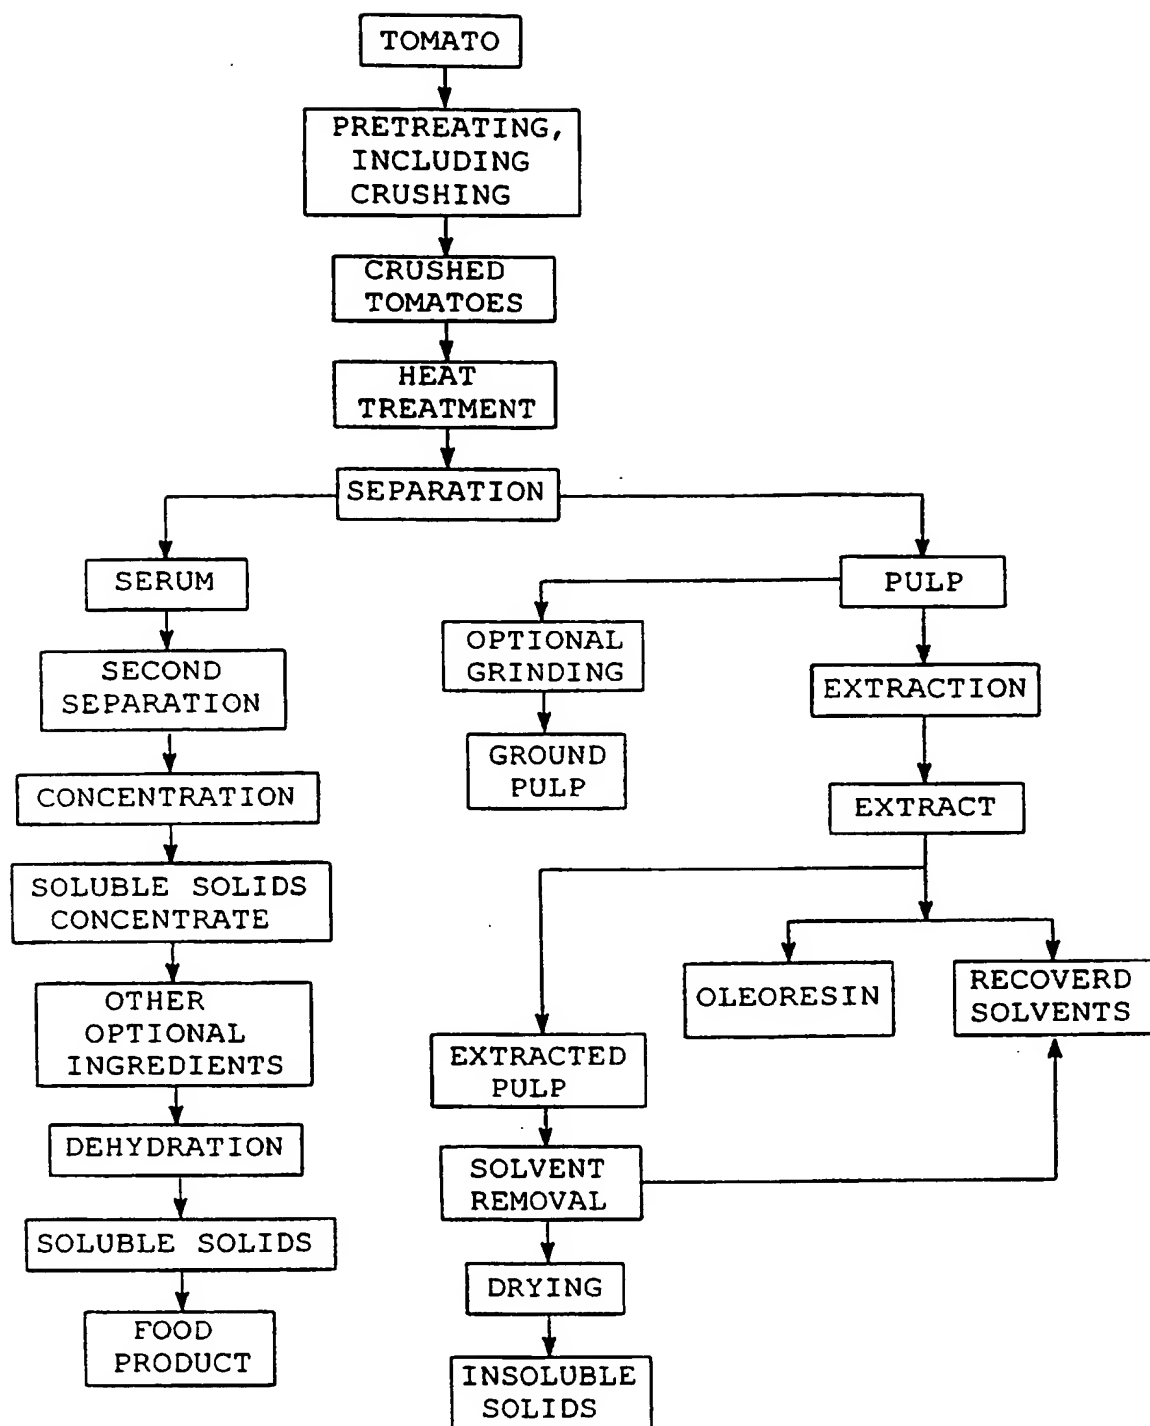 TOMATO
PRETREATING,
INCLUDING
CRUSHING
CRUSHED
TOMATOES
HEAT
TREATMENT
SEPARATION
SERUM
SECOND
SEPARATION
CONCENTRATION
SOLUBLE SOLIDS
CONCENTRATE
OTHER
OPTIONAL
INGREDIENTS
DEHYDRATION
SOLUBLE SOLIDS
FOOD
PRODUCT
PULP
OPTIONAL
GRINDING
GROUND
PULP
EXTRACTION
EXTRACT
OLEORESIN
RECOVERD
SOLVENTS
EXTRACTED
PULP
SOLVENT
REMOVAL
DRYING
INSOLUBLE
SOLIDS